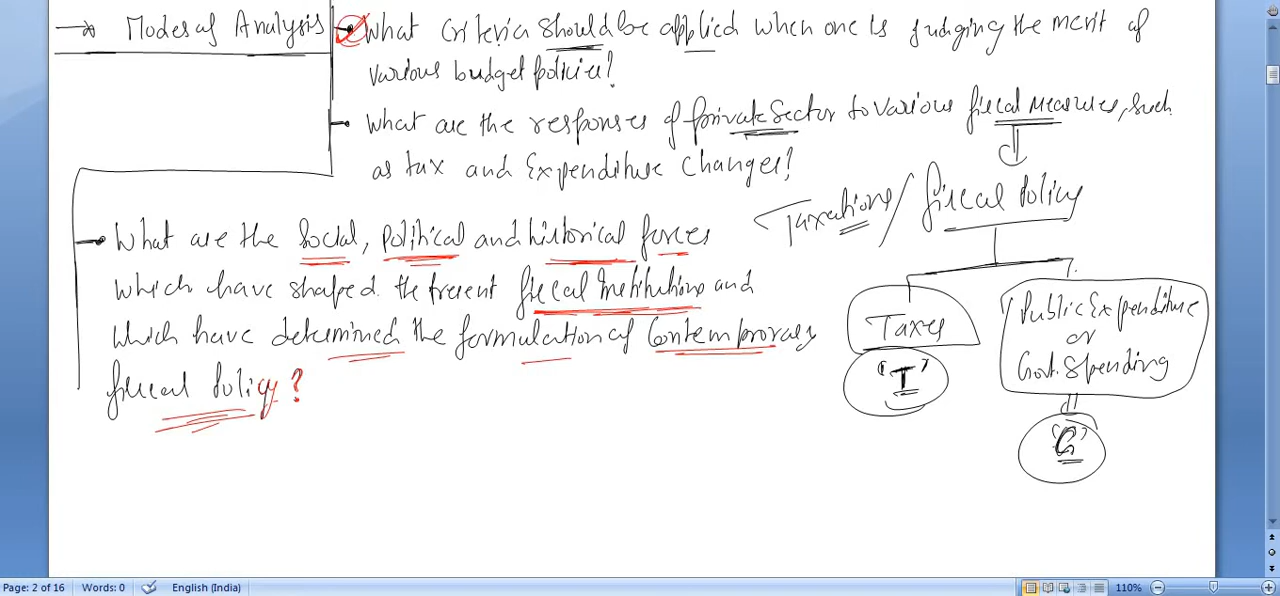 → Modes of Analysis
What Criteria should be applied when one is judging the merit of
various budget policies?
What are the responses of private sector to various fiscal measures, such
as tax and Expenditure changes?
What are the Social, Political and historical forces
which have shaped the present fiscal institutions and
which have determined the formulation of Contemporary
fiscal policy?
Taxations/ fiscal policy
Taxes
'T'
Public Expenditure
or
Govt. Spending
'G'
Page: 2 of 16 Words: 0 English (India) 110%